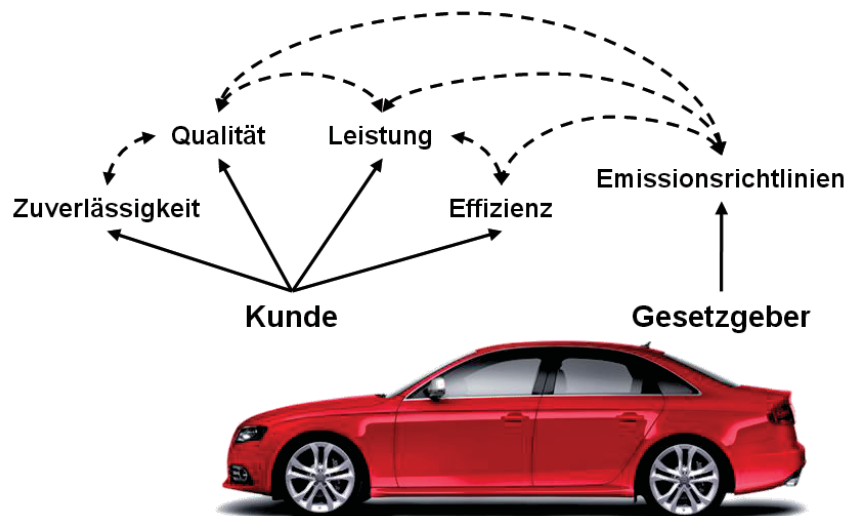 Qualität
Leistung
Zuverlässigkeit
Effizienz
Emissionsrichtlinien
Kunde
Gesetzgeber